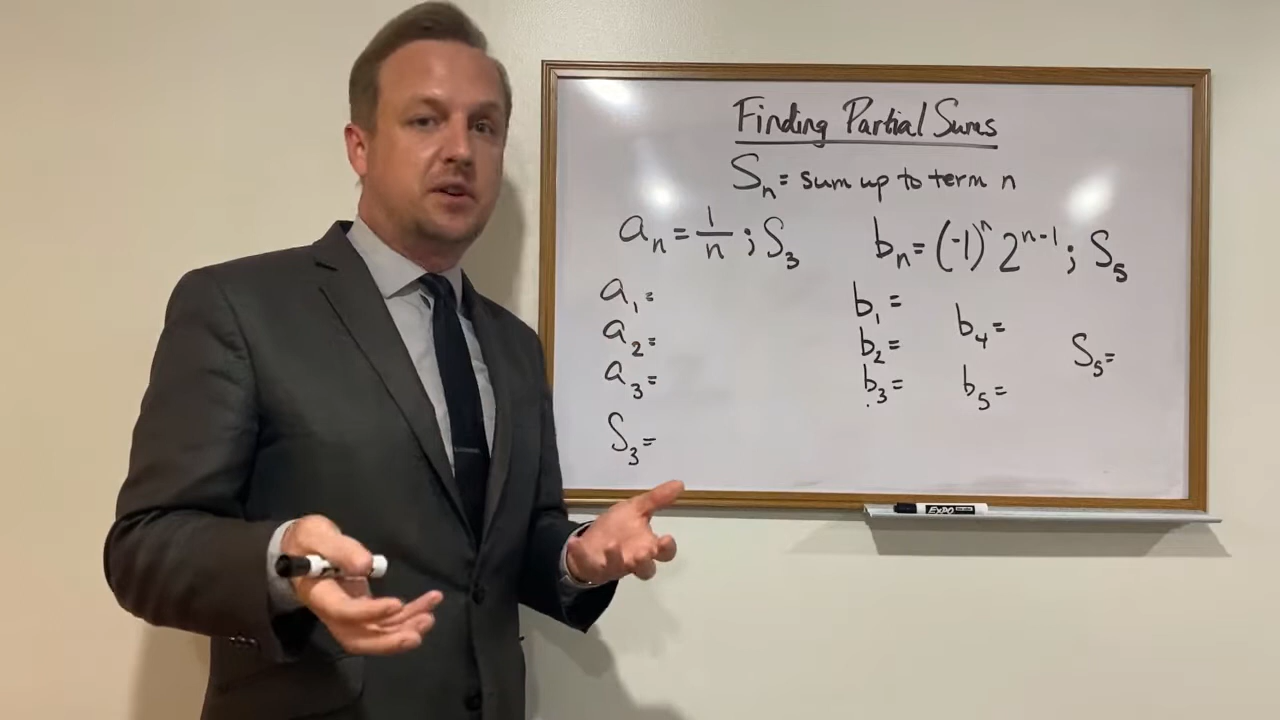 Finding Partial Sums
Sₙ = sum up to term n
aₙ = 1/n ; S₃
a₁ =
a₂ =
a₃ =
S₃ =
bₙ = (-1)ⁿ 2ⁿ⁻¹ ; S₅
b₁ =
b₂ =
b₃ =
b₄ =
b₅ =
S₅ =
EXPO